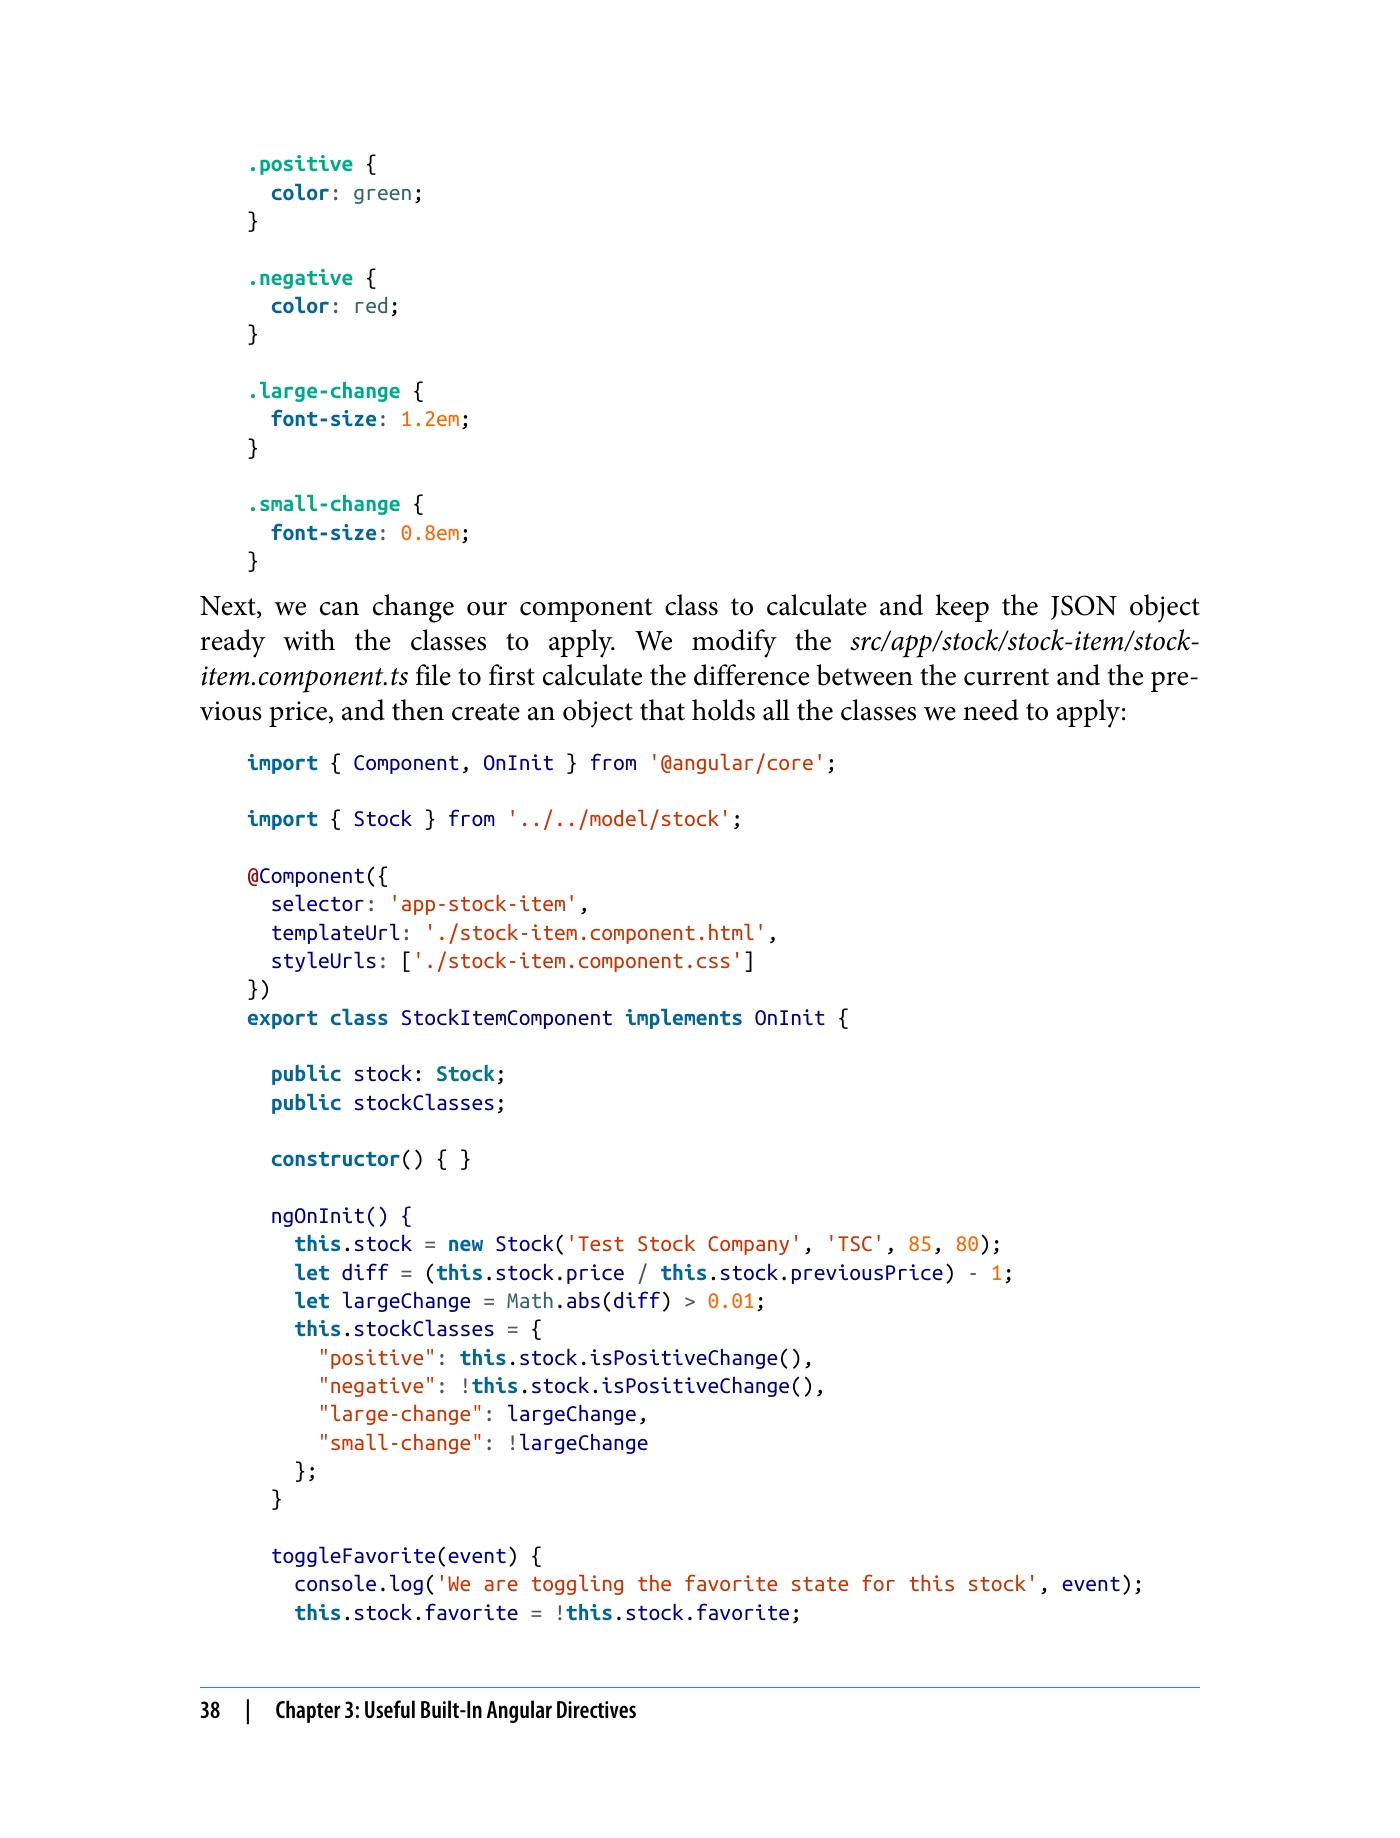 .positive {
  color: green;
}

.negative {
  color: red;
}

.large-change {
  font-size: 1.2em;
}

.small-change {
  font-size: 0.8em;
}
Next, we can change our component class to calculate and keep the JSON object
ready with the classes to apply. We modify the src/app/stock/stock-item/stock-
item.component.ts file to first calculate the difference between the current and the pre-
vious price, and then create an object that holds all the classes we need to apply:
import { Component, OnInit } from '@angular/core';

import { Stock } from '../../model/stock';

@Component({
  selector: 'app-stock-item',
  templateUrl: './stock-item.component.html',
  styleUrls: ['./stock-item.component.css']
})
export class StockItemComponent implements OnInit {

  public stock: Stock;
  public stockClasses;

  constructor() { }

  ngOnInit() {
    this.stock = new Stock('Test Stock Company', 'TSC', 85, 80);
    let diff = (this.stock.price / this.stock.previousPrice) - 1;
    let largeChange = Math.abs(diff) > 0.01;
    this.stockClasses = {
      "positive": this.stock.isPositiveChange(),
      "negative": !this.stock.isPositiveChange(),
      "large-change": largeChange,
      "small-change": !largeChange
    };
  }

  toggleFavorite(event) {
    console.log('We are toggling the favorite state for this stock', event);
    this.stock.favorite = !this.stock.favorite;
38 | Chapter 3: Useful Built-In Angular Directives